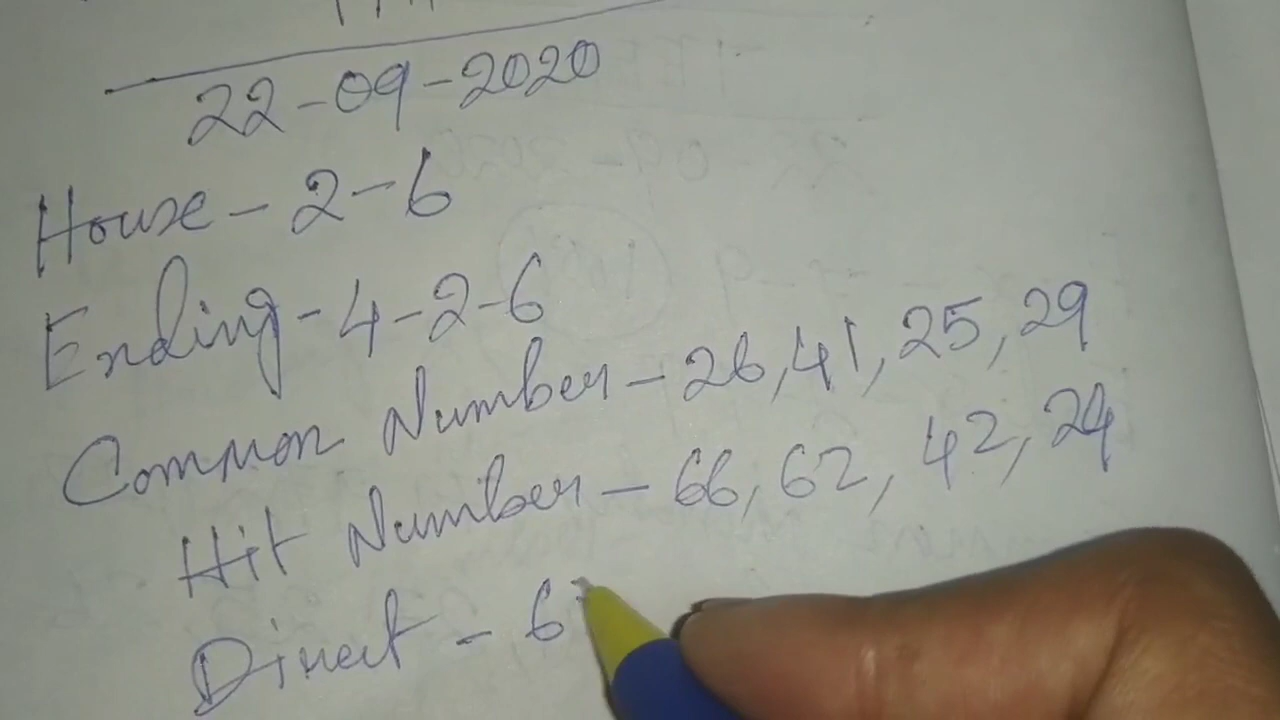 22-09-2020
House - 2-6
Ending - 4-2-6
Common Number - 26, 41, 25, 29
Hit Number - 66, 62, 42, 24
Direct - 6